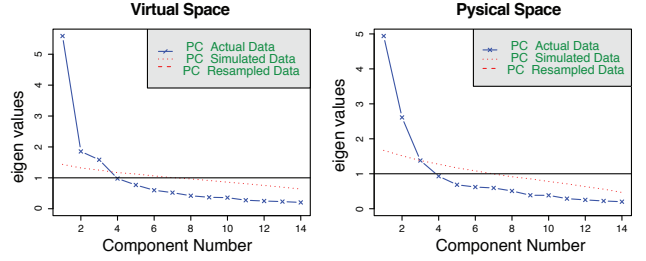 Virtual Space
eigen values
5
4
3
2
1
0
PC Actual Data
PC Simulated Data
PC Resampled Data
2 4 6 8 10 12 14
Component Number
Pysical Space
eigen values
5
4
3
2
1
0
PC Actual Data
PC Simulated Data
PC Resampled Data
2 4 6 8 10 12 14
Component Number